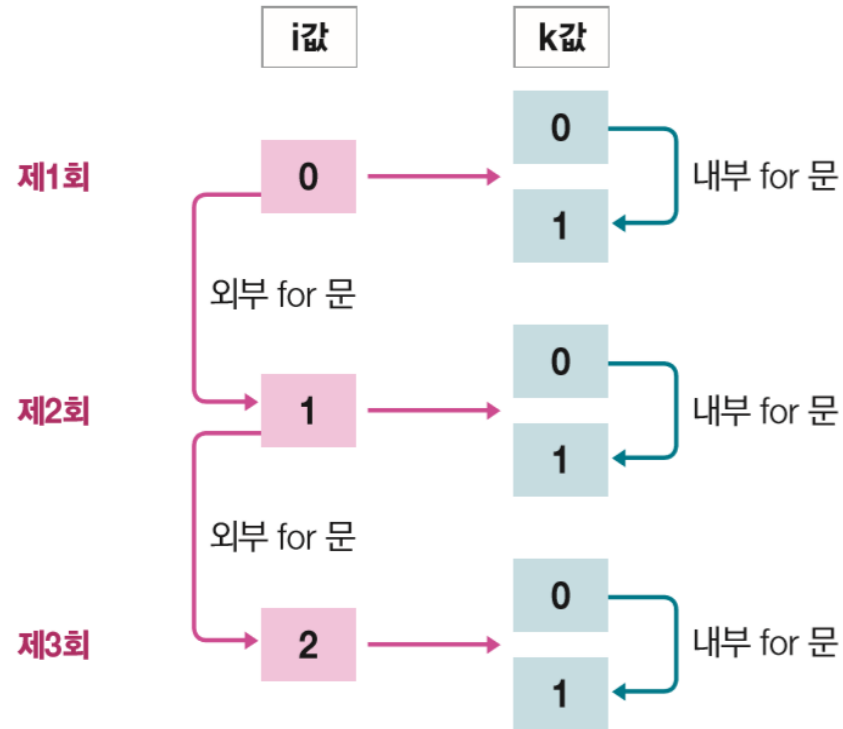 i값 k값
0
제1회 0 내부 for 문
1
외부 for 문
0
제2회 1 내부 for 문
1
외부 for 문
0
제3회 2 내부 for 문
1